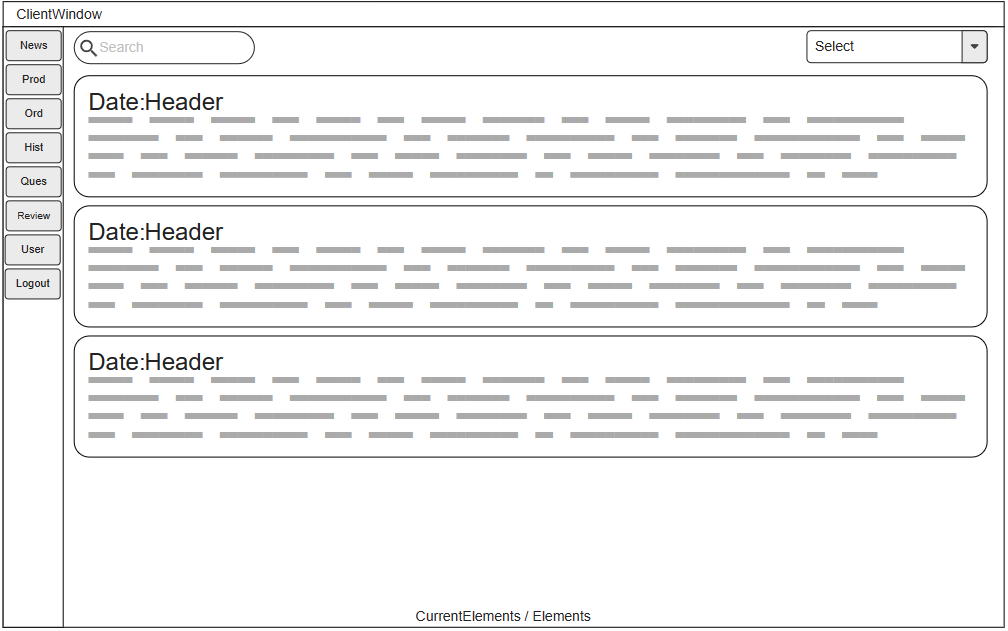 ClientWindow
News
Prod
Ord
Hist
Ques
Review
User
Logout
Search
Select
Date:Header
Date:Header
Date:Header
CurrentElements / Elements